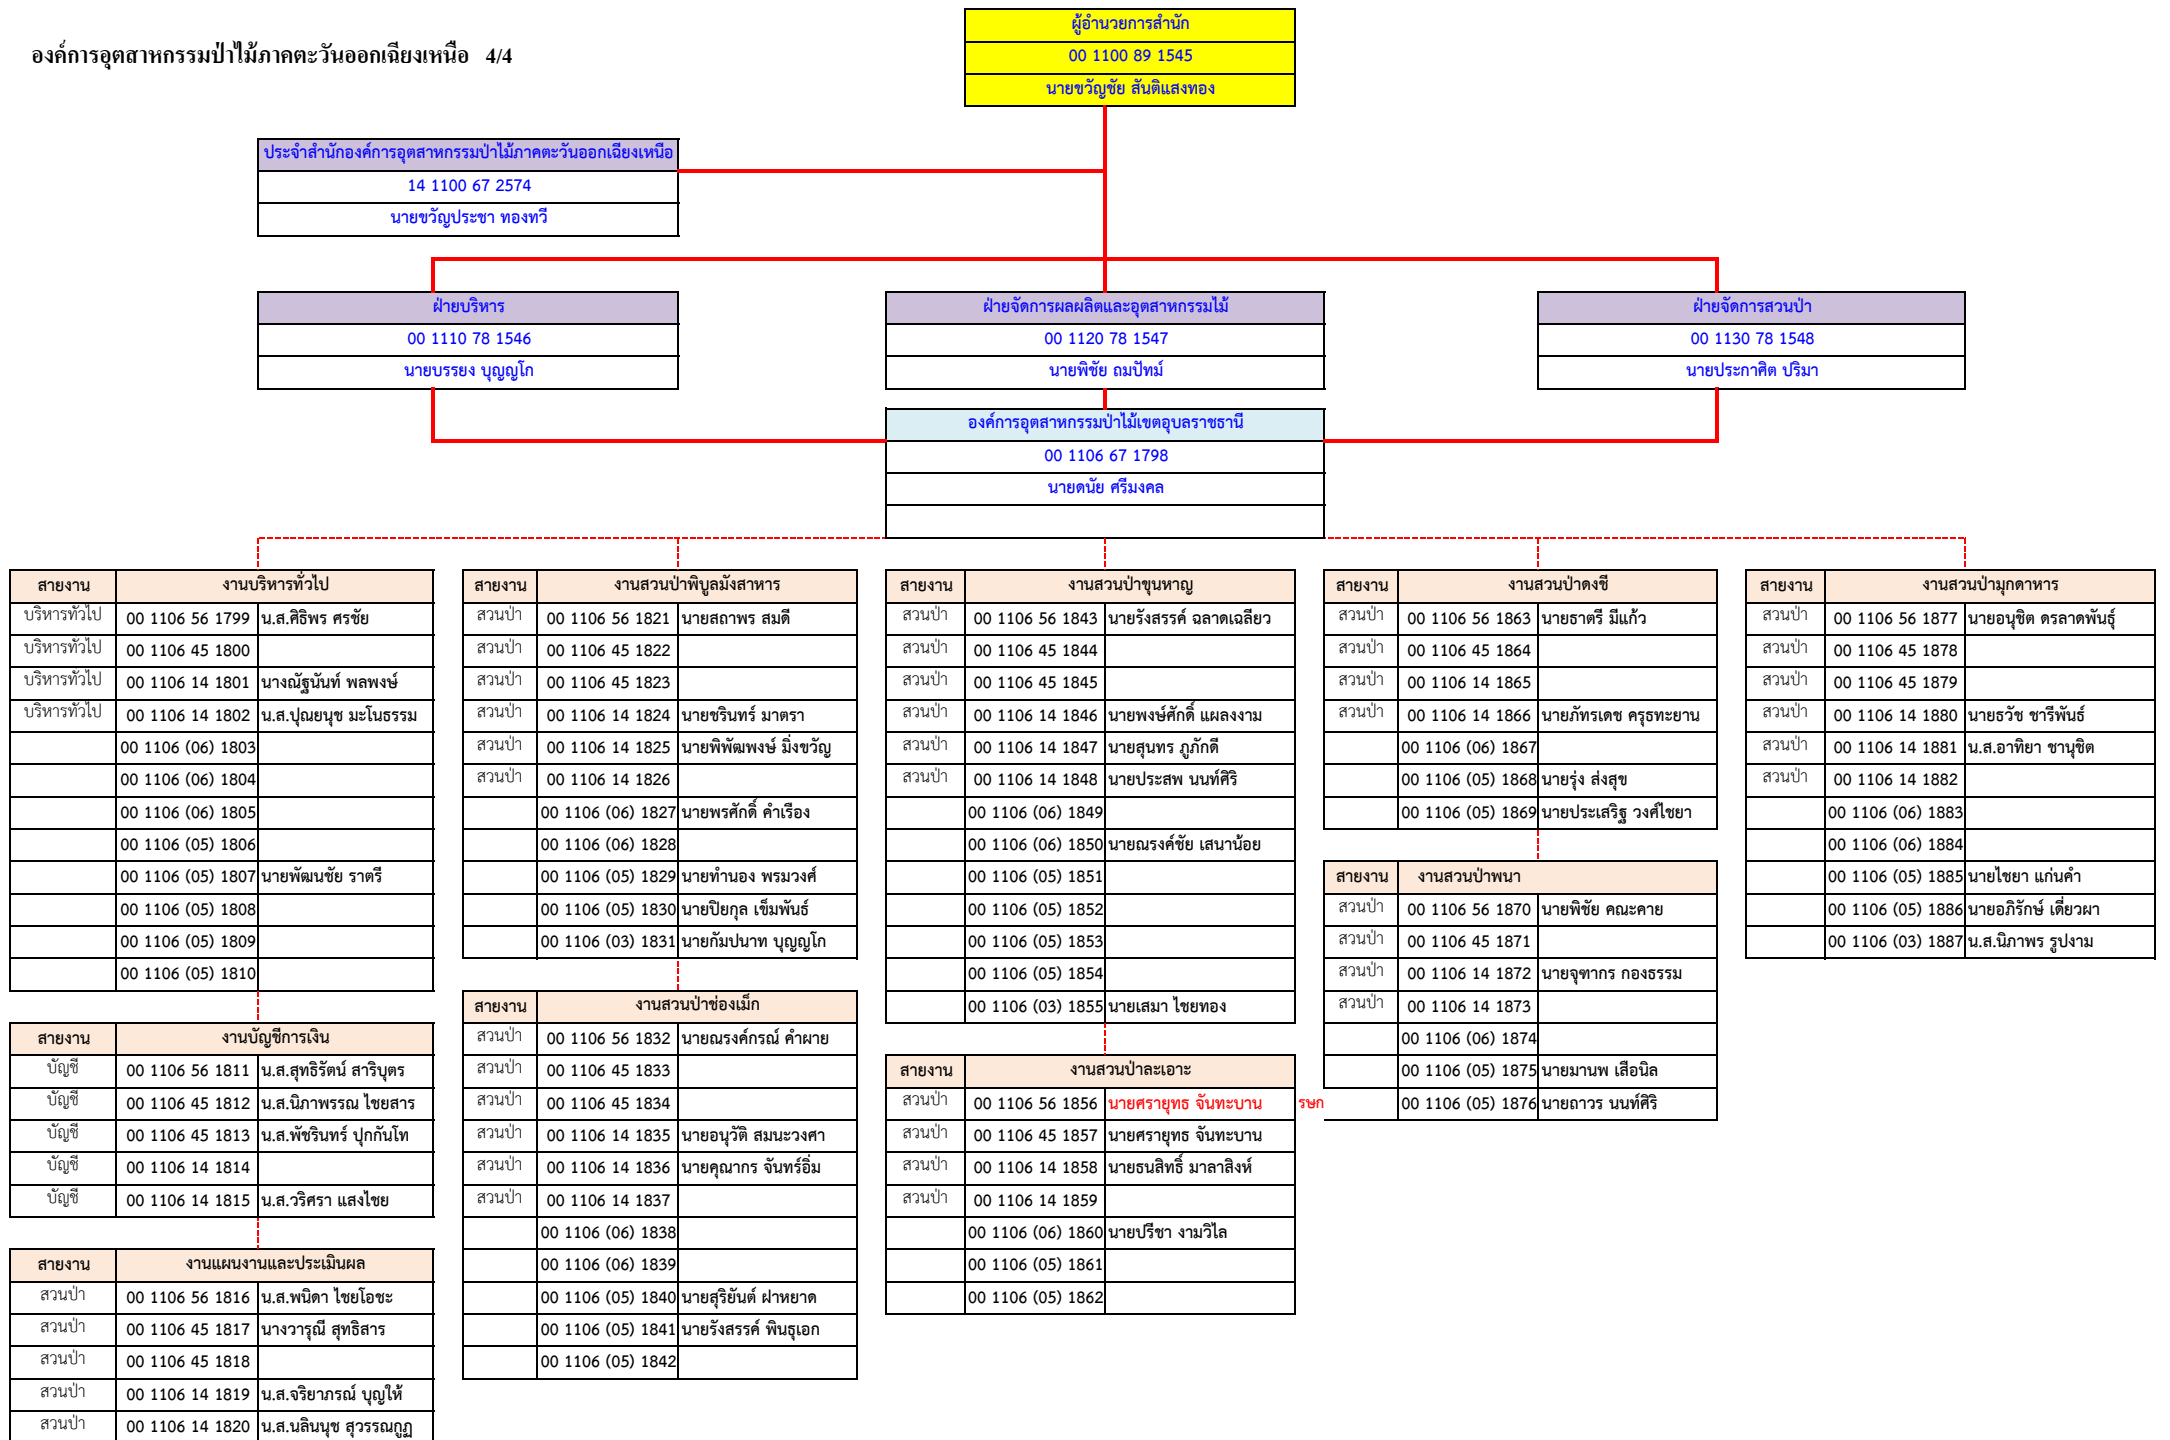 องค์การอุตสาหกรรมป่าไม้ภาคตะวันออกเฉียงเหนือ 4/4
ผู้อำนวยการสำนัก
00 1100 89 1545
นายขวัญชัย สันติแสงทอง
ประจำสำนักองค์การอุตสาหกรรมป่าไม้ภาคตะวันออกเฉียงเหนือ
14 1100 67 2574
นายขวัญประชา ทองทวี
ฝ่ายบริหาร
00 1110 78 1546
นายบรรยง บุญญโก
ฝ่ายจัดการผลผลิตและอุตสาหกรรมไม้
00 1120 78 1547
นายพิชัย ถมปัทม์
ฝ่ายจัดการสวนป่า
00 1130 78 1548
นายประกาศิต ปริมา
องค์การอุตสาหกรรมป่าไม้เขตอุบลราชธานี
00 1106 67 1798
นายดนัย ศรีมงคล
สายงาน งานบริหารทั่วไป
บริหารทั่วไป 00 1106 56 1799 น.ส.ศิธิพร ศรชัย
บริหารทั่วไป 00 1106 45 1800
บริหารทั่วไป 00 1106 14 1801 นางณัฐนันท์ พลพงษ์
บริหารทั่วไป 00 1106 14 1802 น.ส.ปุณยนุช มะโนธรรม
00 1106 (06) 1803
00 1106 (06) 1804
00 1106 (06) 1805
00 1106 (05) 1806
00 1106 (05) 1807 นายพัฒนชัย ราตรี
00 1106 (05) 1808
00 1106 (05) 1809
00 1106 (05) 1810
สายงาน งานบัญชีการเงิน
บัญชี 00 1106 56 1811 น.ส.สุทธิรัตน์ สาริบุตร
บัญชี 00 1106 45 1812 น.ส.นิภาพรรณ ไชยสาร
บัญชี 00 1106 45 1813 น.ส.พัชรินทร์ ปุกกันโท
บัญชี 00 1106 14 1814
บัญชี 00 1106 14 1815 น.ส.วริศรา แสงไชย
สายงาน งานแผนงานและประเมินผล
สวนป่า 00 1106 56 1816 น.ส.พนิดา ไชยโอชะ
สวนป่า 00 1106 45 1817 นางวารุณี สุทธิสาร
สวนป่า 00 1106 45 1818
สวนป่า 00 1106 14 1819 น.ส.จริยาภรณ์ บุญให้
สวนป่า 00 1106 14 1820 น.ส.นลินนุช สุวรรณกูฏ
สายงาน งานสวนป่าพิบูลมังสาหาร
สวนป่า 00 1106 56 1821 นายสถาพร สมดี
สวนป่า 00 1106 45 1822
สวนป่า 00 1106 45 1823
สวนป่า 00 1106 14 1824 นายชรินทร์ มาตรา
สวนป่า 00 1106 14 1825 นายพิพัฒพงษ์ มิ่งขวัญ
สวนป่า 00 1106 14 1826
00 1106 (06) 1827 นายพรศักดิ์ คำเรือง
00 1106 (06) 1828
00 1106 (05) 1829 นายทำนอง พรมวงศ์
00 1106 (05) 1830 นายปิยกุล เข็มพันธ์
00 1106 (03) 1831 นายกัมปนาท บุญญโก
สายงาน งานสวนป่าช่องเม็ก
สวนป่า 00 1106 56 1832 นายณรงค์กรณ์ คำผาย
สวนป่า 00 1106 45 1833
สวนป่า 00 1106 45 1834
สวนป่า 00 1106 14 1835 นายอนุวัติ สมนะวงศา
สวนป่า 00 1106 14 1836 นายคุณากร จันทร์อิ่ม
สวนป่า 00 1106 14 1837
00 1106 (06) 1838
00 1106 (06) 1839
00 1106 (05) 1840 นายสุริยันต์ ฝาหยาด
00 1106 (05) 1841 นายรังสรรค์ พินธุเอก
00 1106 (05) 1842
สายงาน งานสวนป่าขุนหาญ
สวนป่า 00 1106 56 1843 นายรังสรรค์ ฉลาดเฉลียว
สวนป่า 00 1106 45 1844
สวนป่า 00 1106 45 1845
สวนป่า 00 1106 14 1846 นายพงษ์ศักดิ์ แผลงงาม
สวนป่า 00 1106 14 1847 นายสุนทร ภูภักดี
สวนป่า 00 1106 14 1848 นายประสพ นนท์ศิริ
00 1106 (06) 1849
00 1106 (06) 1850 นายณรงค์ชัย เสนาน้อย
00 1106 (05) 1851
00 1106 (05) 1852
00 1106 (05) 1853
00 1106 (05) 1854
00 1106 (03) 1855 นายเสมา ไชยทอง
สายงาน งานสวนป่าละเอาะ
สวนป่า 00 1106 56 1856 นายศรายุทธ จันทะบาน รษก
สวนป่า 00 1106 45 1857 นายศรายุทธ จันทะบาน
สวนป่า 00 1106 14 1858 นายธนสิทธิ์ มาลาสิงห์
สวนป่า 00 1106 14 1859
00 1106 (06) 1860 นายปรีชา งามวิไล
00 1106 (05) 1861
00 1106 (05) 1862
สายงาน งานสวนป่าดงชี
สวนป่า 00 1106 56 1863 นายธาตรี มีแก้ว
สวนป่า 00 1106 45 1864
สวนป่า 00 1106 14 1865
สวนป่า 00 1106 14 1866 นายภัทรเดช ครุธทะยาน
00 1106 (06) 1867
00 1106 (05) 1868 นายรุ่ง ส่งสุข
00 1106 (05) 1869 นายประเสริฐ วงศ์ไชยา
สายงาน งานสวนป่าพนา
สวนป่า 00 1106 56 1870 นายพิชัย คณะคาย
สวนป่า 00 1106 45 1871
สวนป่า 00 1106 14 1872 นายจุฑากร กองธรรม
สวนป่า 00 1106 14 1873
00 1106 (06) 1874
00 1106 (05) 1875 นายมานพ เสือนิล
00 1106 (05) 1876 นายถาวร นนท์ศิริ
สายงาน งานสวนป่ามุกดาหาร
สวนป่า 00 1106 56 1877 นายอนุชิต ดรลาดพันธุ์
สวนป่า 00 1106 45 1878
สวนป่า 00 1106 45 1879
สวนป่า 00 1106 14 1880 นายธวัช ชารีพันธ์
สวนป่า 00 1106 14 1881 น.ส.อาทิยา ชานุชิต
สวนป่า 00 1106 14 1882
00 1106 (06) 1883
00 1106 (06) 1884
00 1106 (05) 1885 นายไชยา แก่นคำ
00 1106 (05) 1886 นายอภิรักษ์ เดี่ยวผา
00 1106 (03) 1887 น.ส.นิภาพร รูปงาม